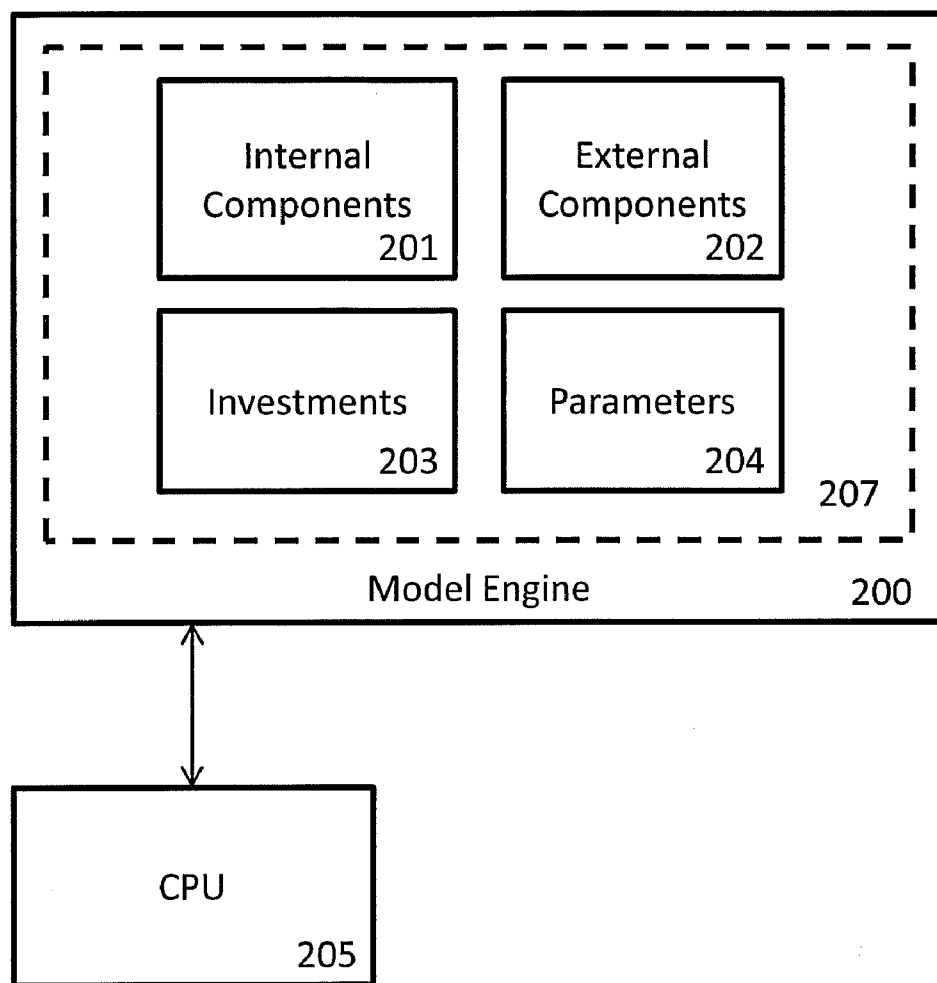 Internal
Components
201
External
Components
202
Investments
203
Parameters
204
207
Model Engine
200
CPU
205